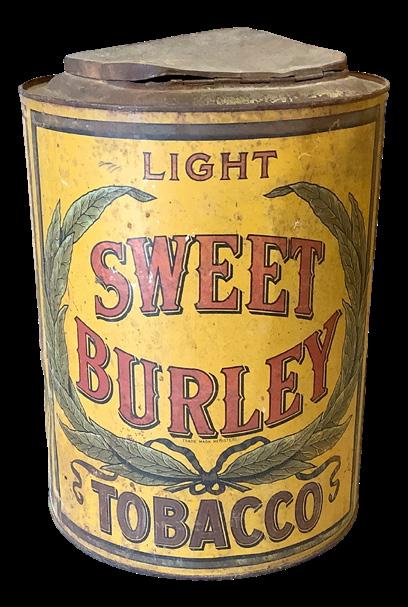 LIGHT
SWEET
BURLEY
TRADE MARK REGISTERED
TOBACCO